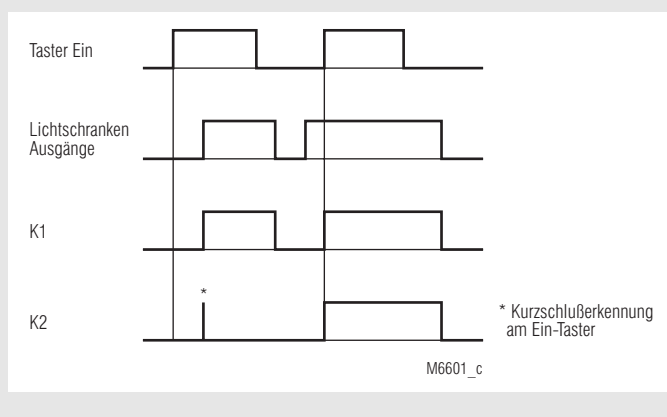 Taster Ein
Lichtschranken
Ausgänge
K1
*
K2
* Kurzschlußerkennung
am Ein-Taster
M6601_c